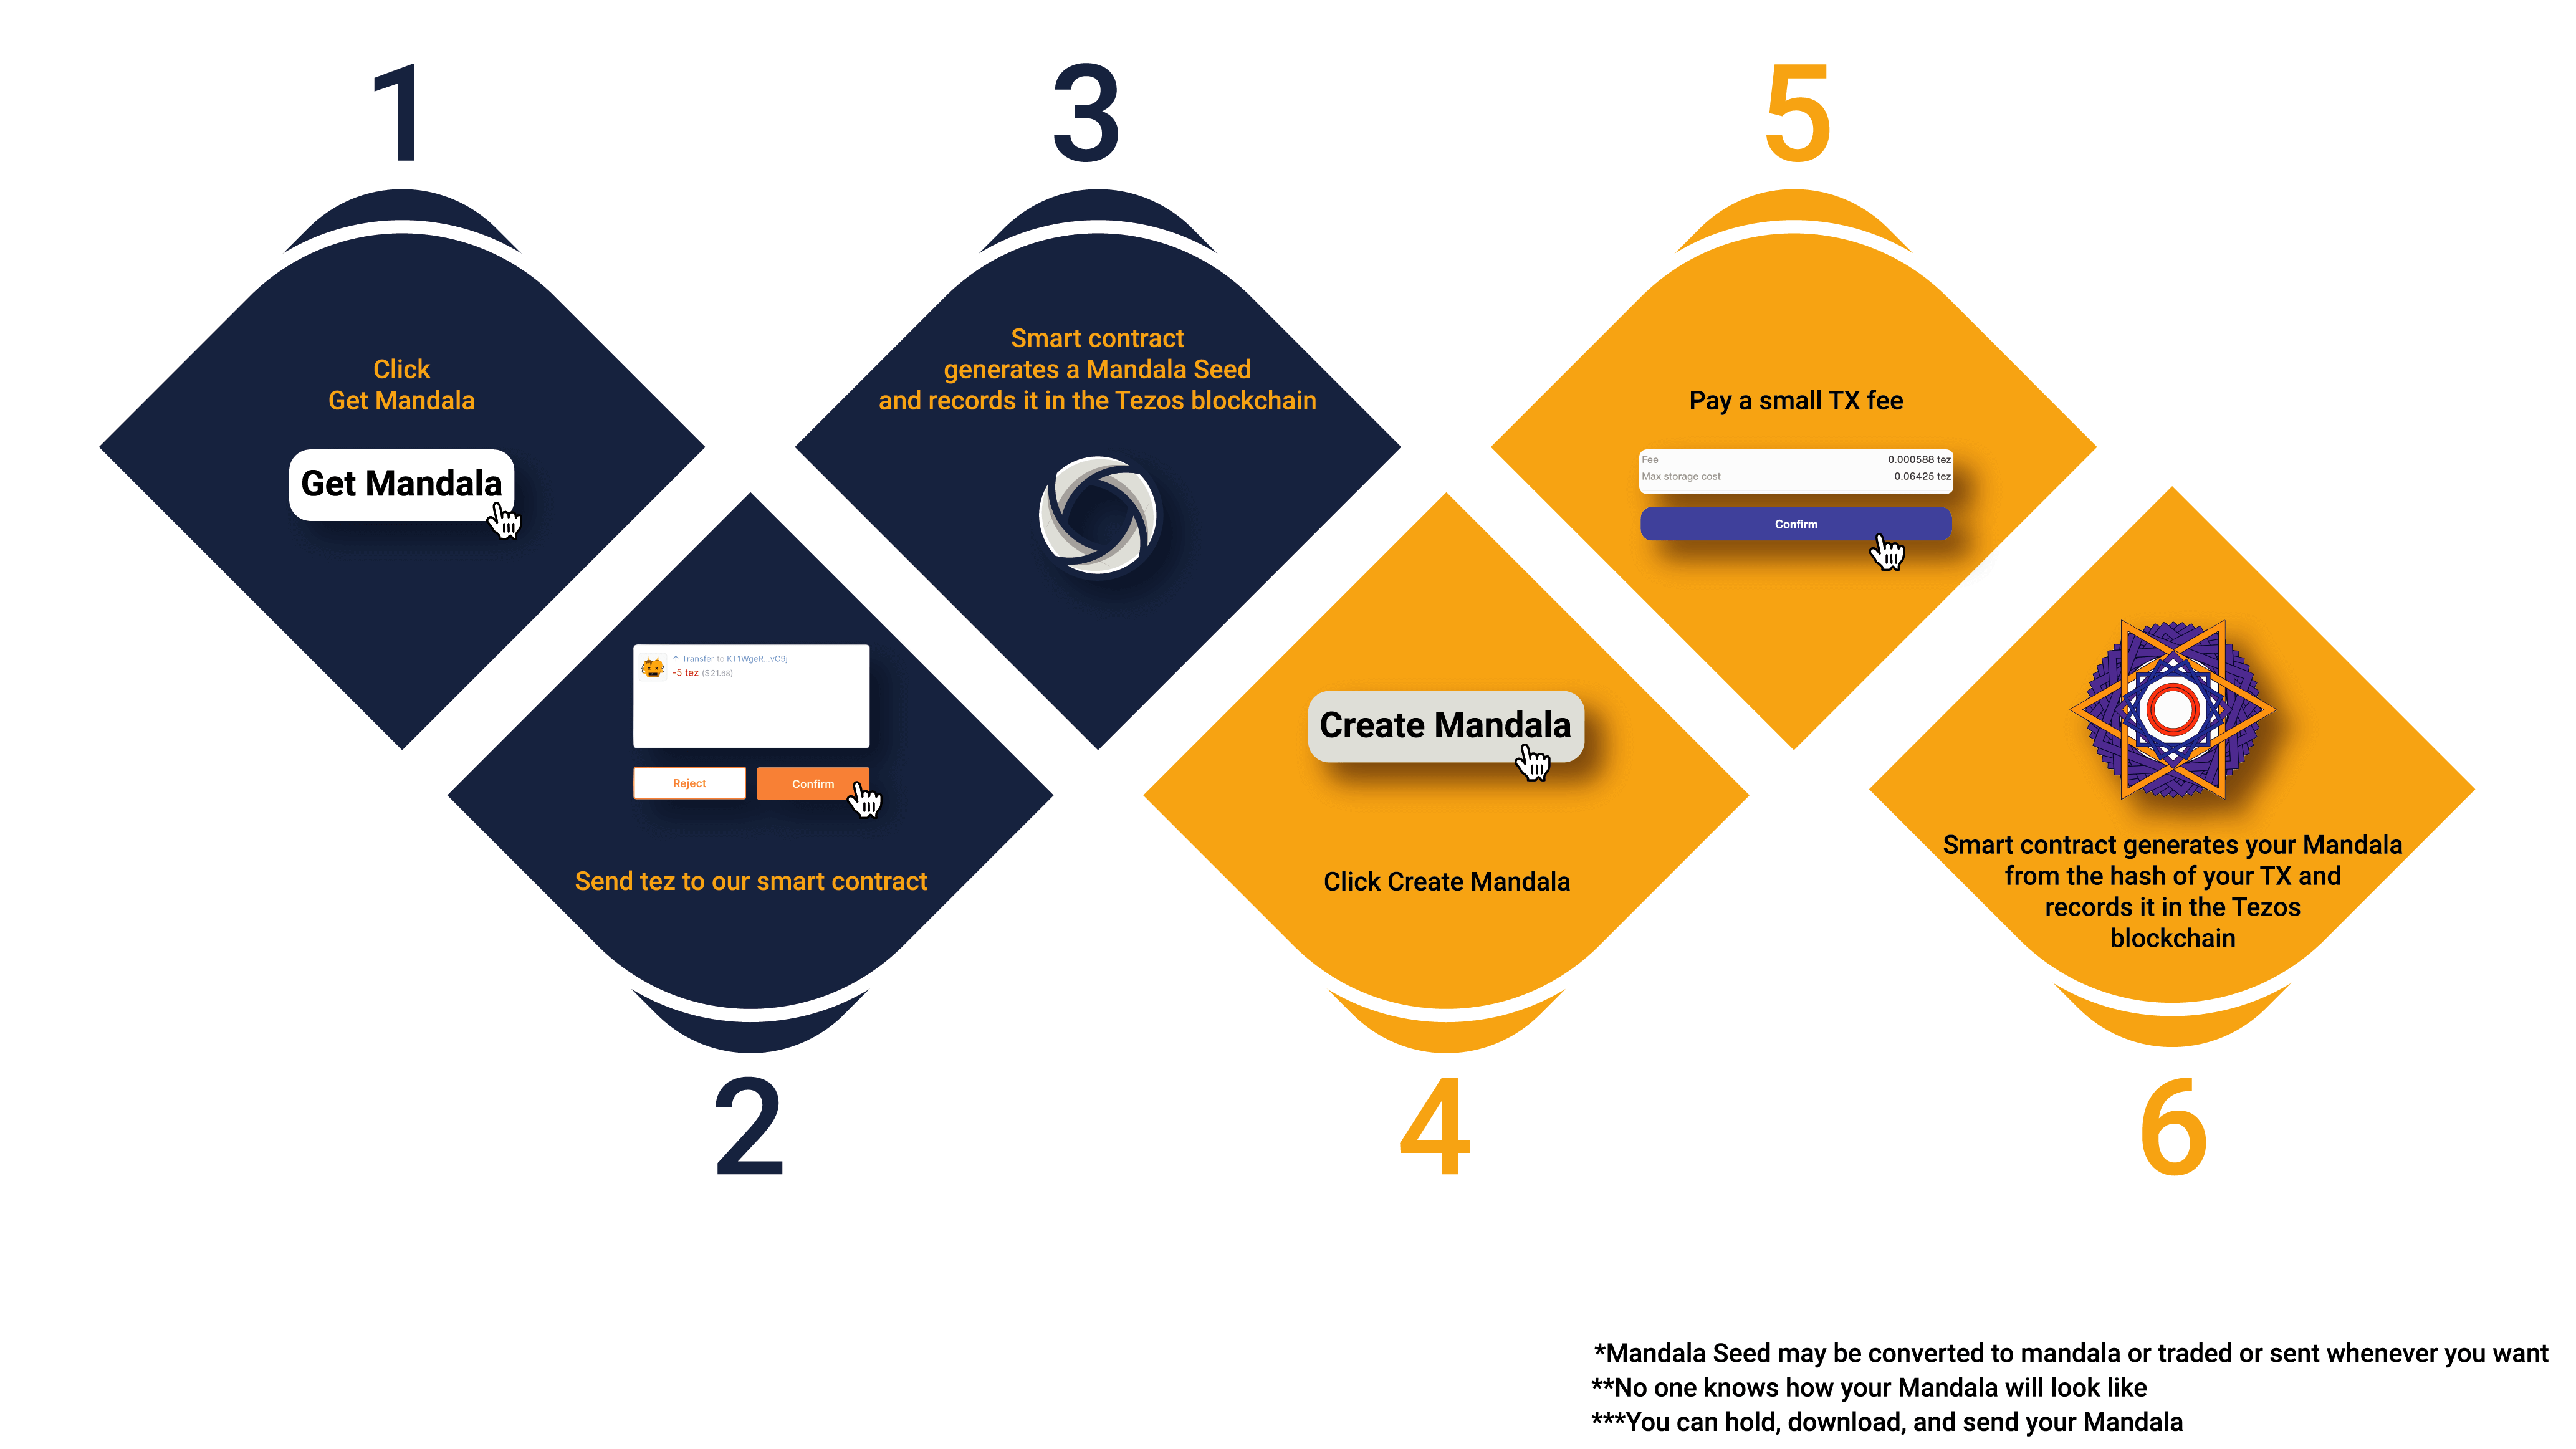 1
Click
Get Mandala
Get Mandala
2
↑ Transfer to KT1WgeR...vC9j
-5 tez ($21.68)
Reject
Confirm
Send tez to our smart contract
3
Smart contract
generates a Mandala Seed
and records it in the Tezos blockchain
4
Create Mandala
Click Create Mandala
5
Pay a small TX fee
Fee 0.000588 tez
Max storage cost 0.06425 tez
Confirm
6
Smart contract generates your Mandala
from the hash of your TX and
records it in the Tezos
blockchain
*Mandala Seed may be converted to mandala or traded or sent whenever you want
**No one knows how your Mandala will look like
***You can hold, download, and send your Mandala